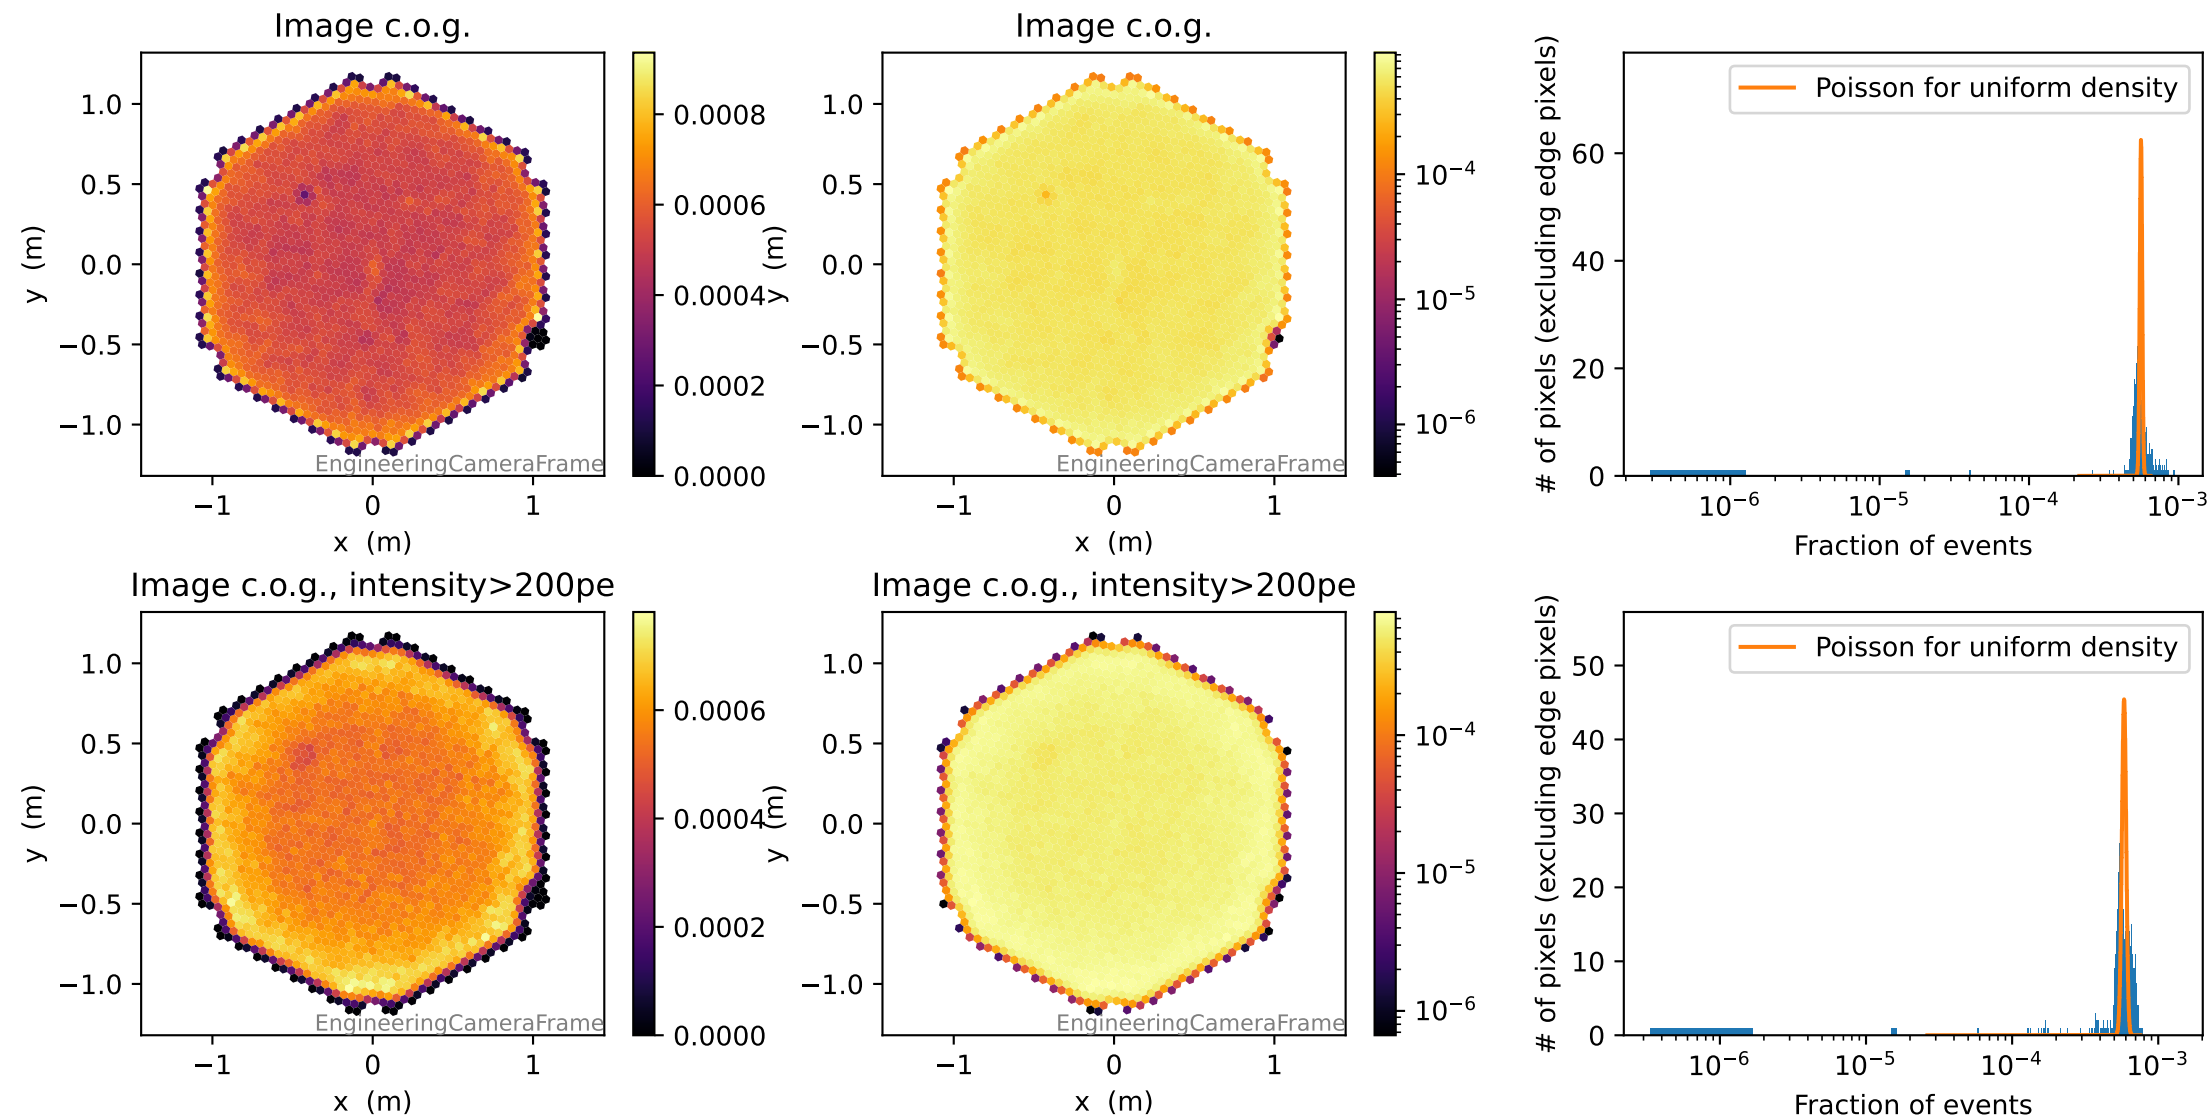 Image c.o.g.
y (m)
1.0
0.5
0.0
−0.5
−1.0
−1
0
1
x (m)
EngineeringCameraFrame
0.0008
0.0006
0.0004
0.0002
0.0000
Image c.o.g.
y (m)
1.0
0.5
0.0
−0.5
−1.0
−1
0
1
x (m)
EngineeringCameraFrame
10⁻⁴
10⁻⁵
10⁻⁶
# of pixels (excluding edge pixels)
60
40
20
0
Poisson for uniform density
10⁻⁶
10⁻⁵
10⁻⁴
10⁻³
Fraction of events
Image c.o.g., intensity>200pe
y (m)
1.0
0.5
0.0
−0.5
−1.0
−1
0
1
x (m)
EngineeringCameraFrame
0.0006
0.0004
0.0002
0.0000
Image c.o.g., intensity>200pe
y (m)
1.0
0.5
0.0
−0.5
−1.0
−1
0
1
x (m)
EngineeringCameraFrame
10⁻⁴
10⁻⁵
10⁻⁶
# of pixels (excluding edge pixels)
50
40
30
20
10
0
Poisson for uniform density
10⁻⁶
10⁻⁵
10⁻⁴
10⁻³
Fraction of events